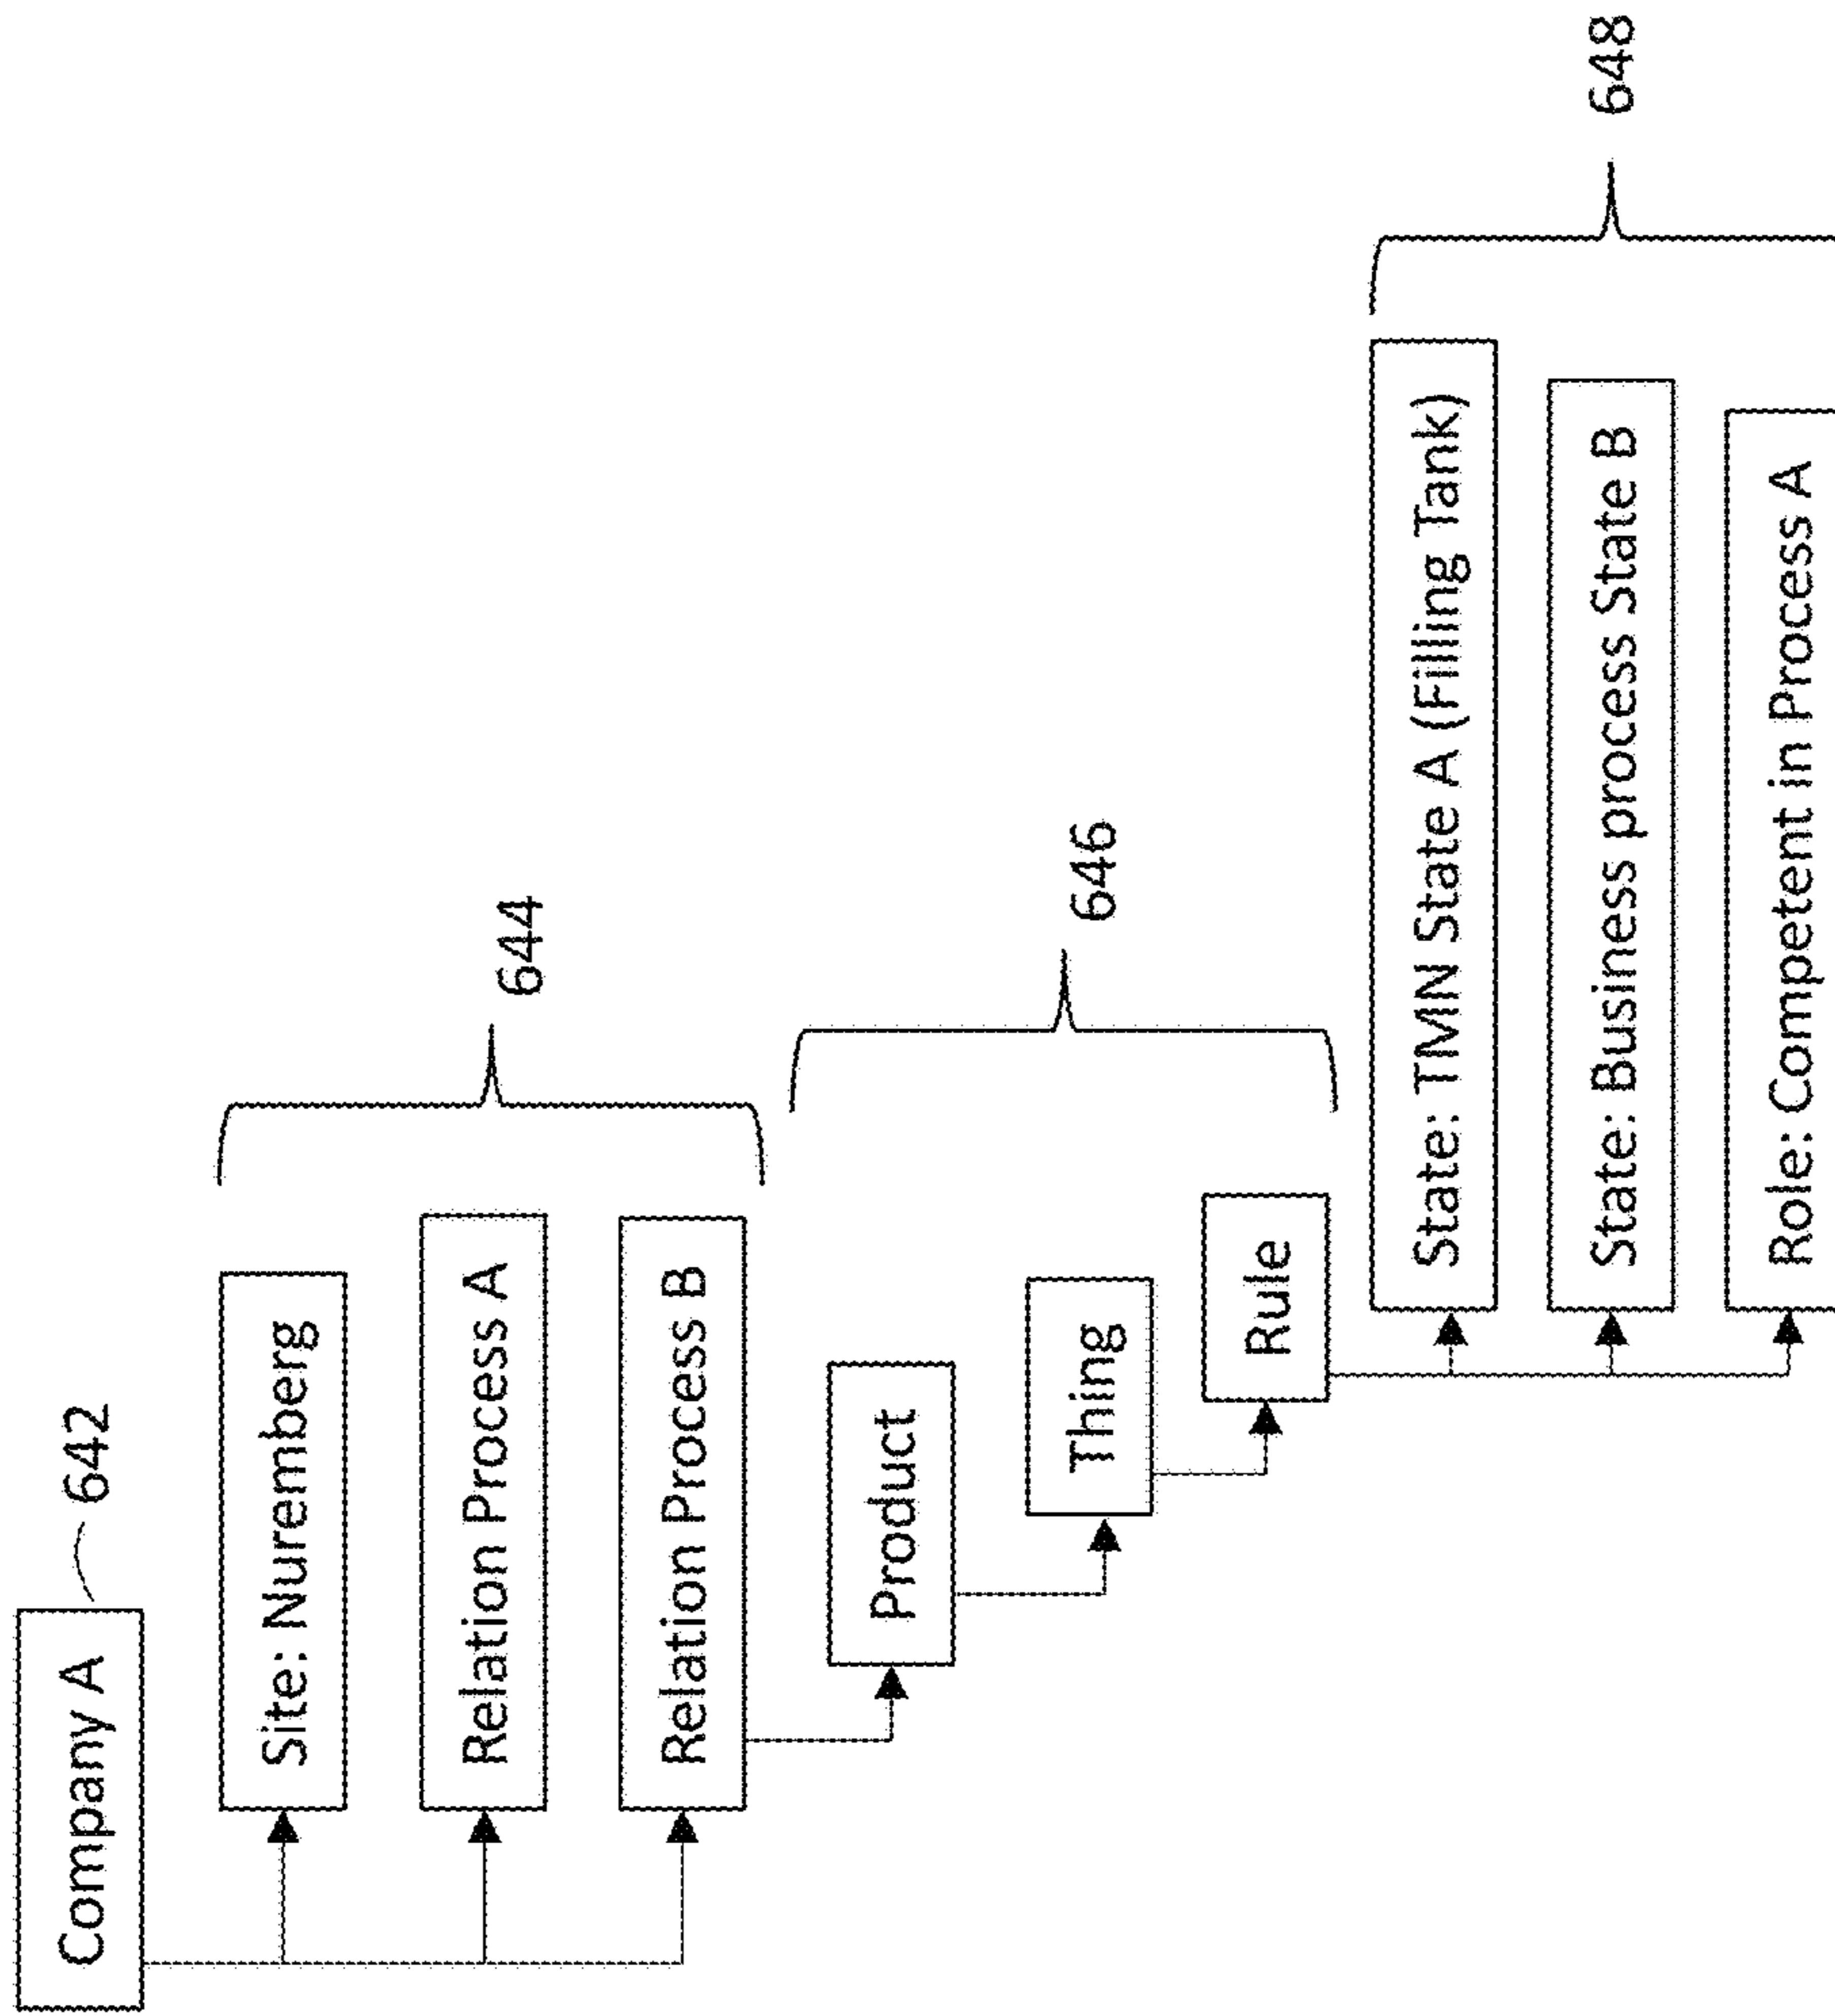 Company A
642
Site: Nuremberg
Relation Process A
Relation Process B
644
Product
Thing
Rule
646
State: TMN State A (Filling Tank)
State: Business process State B
Role: Competent in Process A
648